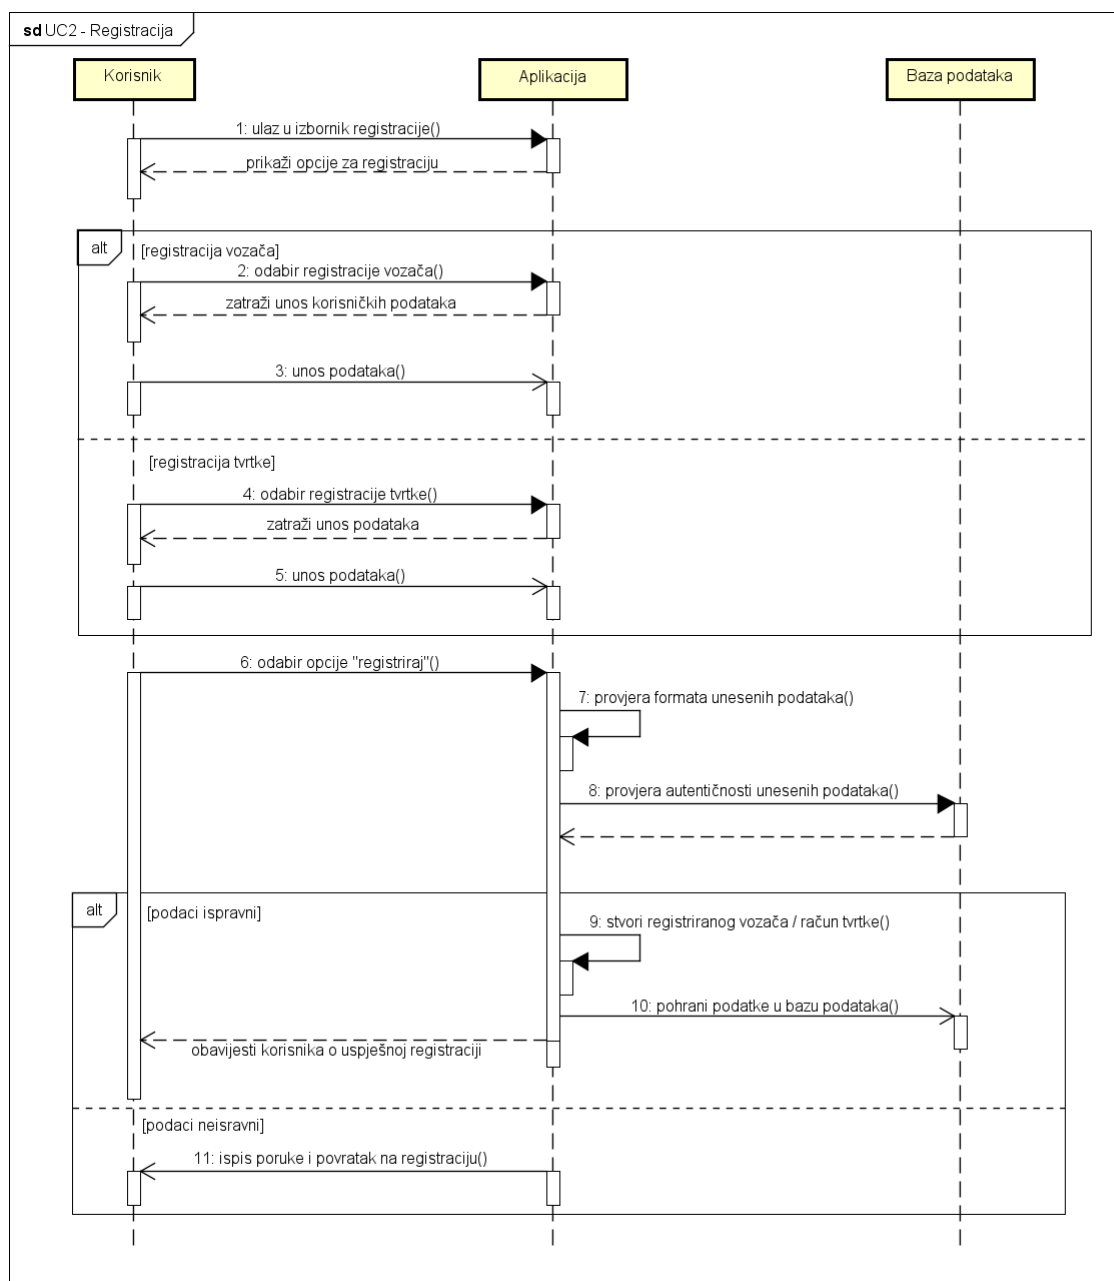 sd UC2 - Registracija
Korisnik
Aplikacija
Baza podataka
1: ulaz u izbornik registracije()
prikaži opcije za registraciju
alt
[registracija vozača]
2: odabir registracije vozača()
zatraži unos korisničkih podataka
3: unos podataka()
[registracija tvrtke]
4: odabir registracije tvrtke()
zatraži unos podataka
5: unos podataka()
6: odabir opcije "registriraj"()
7: provjera formata unesenih podataka()
8: provjera autentičnosti unesenih podataka()
alt
[podaci ispravni]
9: stvori registriranog vozača / račun tvrtke()
10: pohrani podatke u bazu podataka()
obavijesti korisnika o uspješnoj registraciji
[podaci neisravni]
11: ispis poruke i povratak na registraciju()